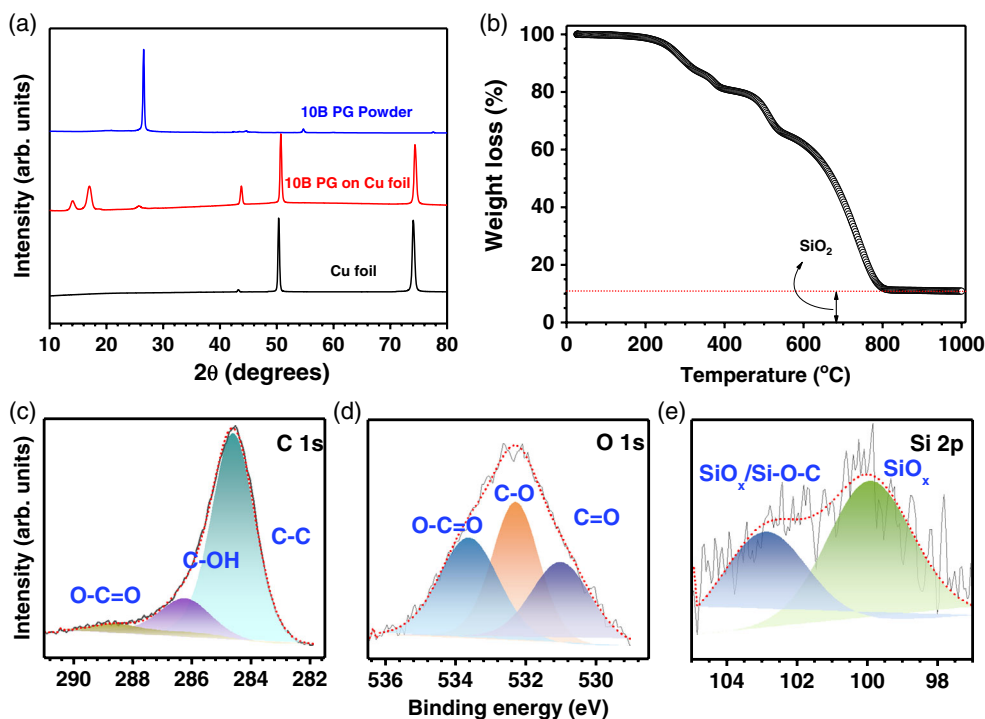 (a)
Intensity (arb. units)
10B PG Powder
10B PG on Cu foil
Cu foil
10 20 30 40 50 60 70 80
2θ (degrees)
(b)
Weight loss (%)
100
80
60
40
20
0
SiO₂
0 200 400 600 800 1000
Temperature (°C)
(c)
C 1s
Intensity (arb. units)
O-C=O
C-OH
C-C
290 288 286 284 282
(d)
O 1s
O-C=O
C-O
C=O
536 534 532 530
Binding energy (eV)
(e)
Si 2p
Intensity (arb. units)
SiOₓ/Si-O-C
SiOₓ
104 102 100 98